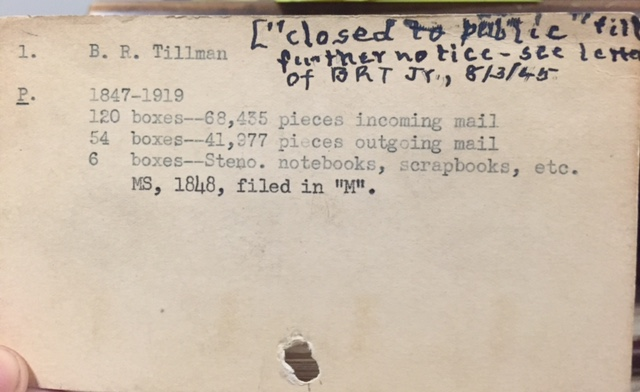 ["closed to public" till
further notice - see letter
of BRT Jr., 8/3/45
1. B. R. Tillman
P. 1847-1919
120 boxes--68,435 pieces incoming mail
54 boxes--41,977 pieces outgoing mail
6 boxes--Steno. notebooks, scrapbooks, etc.
MS, 1848, filed in "M".